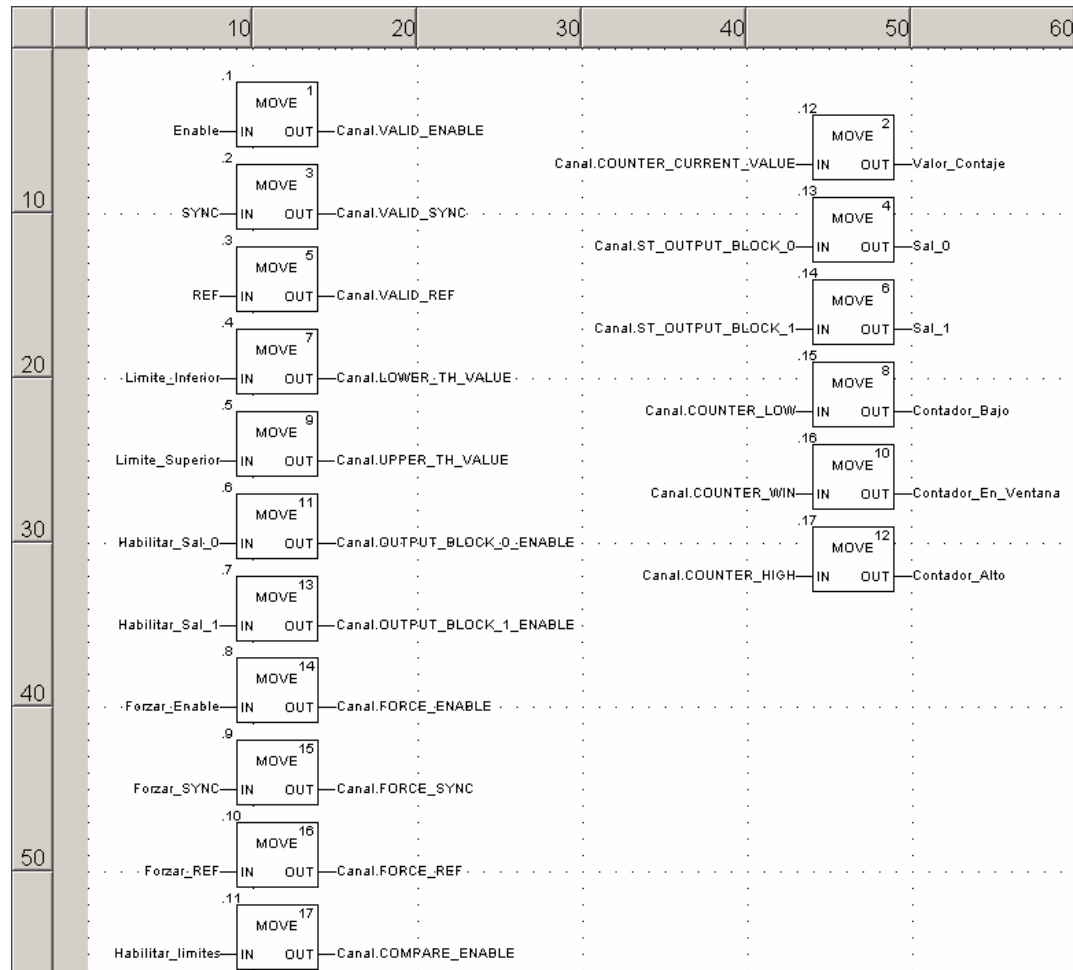 10 20 30 40 50 60
10
20
30
40
50
.1
MOVE 1
Enable IN OUT Canal.VALID_ENABLE
.2
MOVE 3
SYNC IN OUT Canal.VALID_SYNC
.3
MOVE 5
REF IN OUT Canal.VALID_REF
.4
MOVE 7
Limite_Inferior IN OUT Canal.LOWER_TH_VALUE
.5
MOVE 9
Limite_Superior IN OUT Canal.UPPER_TH_VALUE
.6
MOVE 11
Habilitar_Sal_0 IN OUT Canal.OUTPUT_BLOCK_0_ENABLE
.7
MOVE 13
Habilitar_Sal_1 IN OUT Canal.OUTPUT_BLOCK_1_ENABLE
.8
MOVE 14
Forzar_Enable IN OUT Canal.FORCE_ENABLE
.9
MOVE 15
Forzar_SYNC IN OUT Canal.FORCE_SYNC
.10
MOVE 16
Forzar_REF IN OUT Canal.FORCE_REF
.11
MOVE 17
Habilitar_limites IN OUT Canal.COMPARE_ENABLE
.12
MOVE 2
Canal.COUNTER_CURRENT_VALUE IN OUT Valor_Contaje
.13
MOVE 4
Canal.ST_OUTPUT_BLOCK_0 IN OUT Sal_0
.14
MOVE 6
Canal.ST_OUTPUT_BLOCK_1 IN OUT Sal_1
.15
MOVE 8
Canal.COUNTER_LOW IN OUT Contador_Bajo
.16
MOVE 10
Canal.COUNTER_WIN IN OUT Contador_En_Ventana
.17
MOVE 12
Canal.COUNTER_HIGH IN OUT Contador_Alto